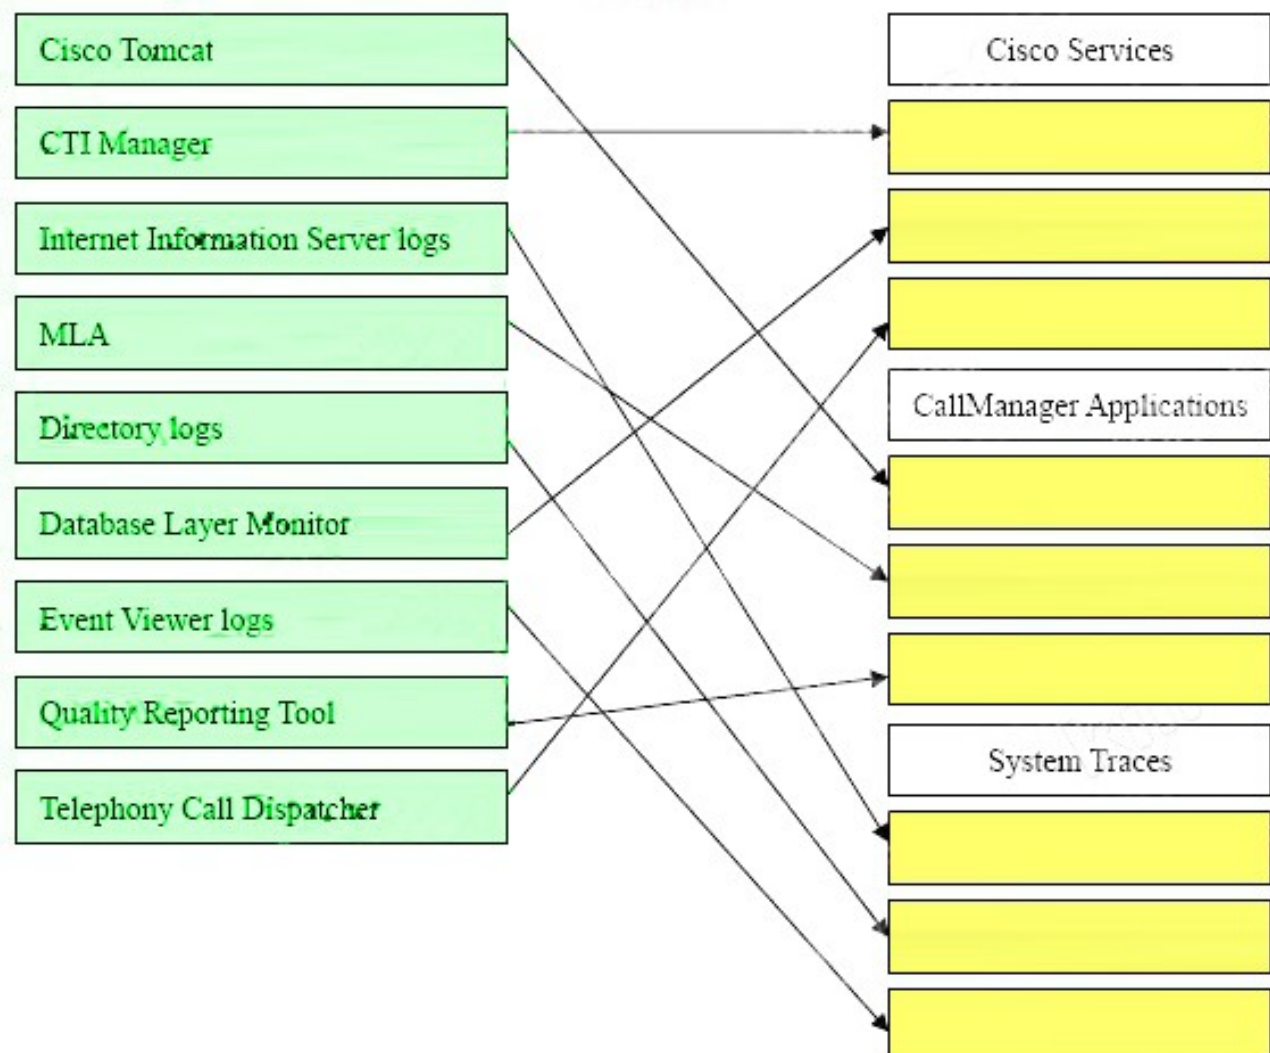 Cisco Tomcat
CTI Manager
Internet Information Server logs
MLA
Directory logs
Database Layer Monitor
Event Viewer logs
Quality Reporting Tool
Telephony Call Dispatcher
Cisco Services
CallManager Applications
System Traces